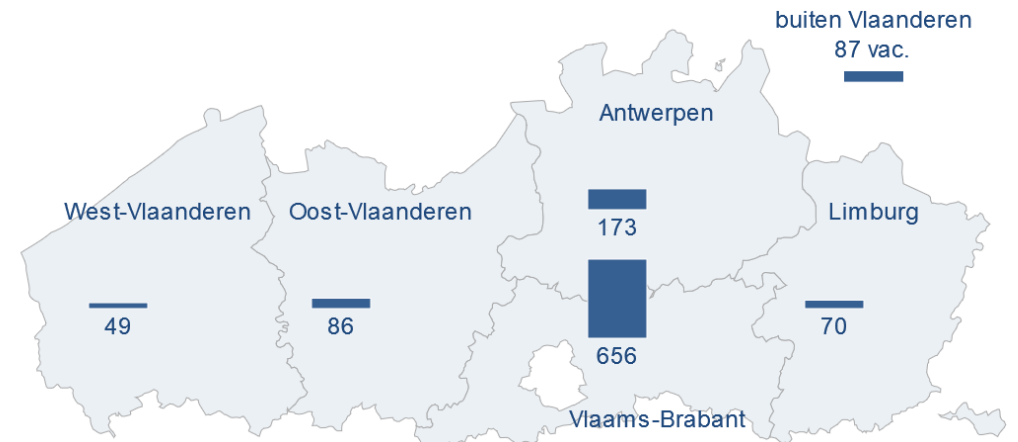 buiten Vlaanderen
87 vac.
Antwerpen
West-Vlaanderen
Oost-Vlaanderen
Limburg
173
49
86
70
656
Vlaams-Brabant